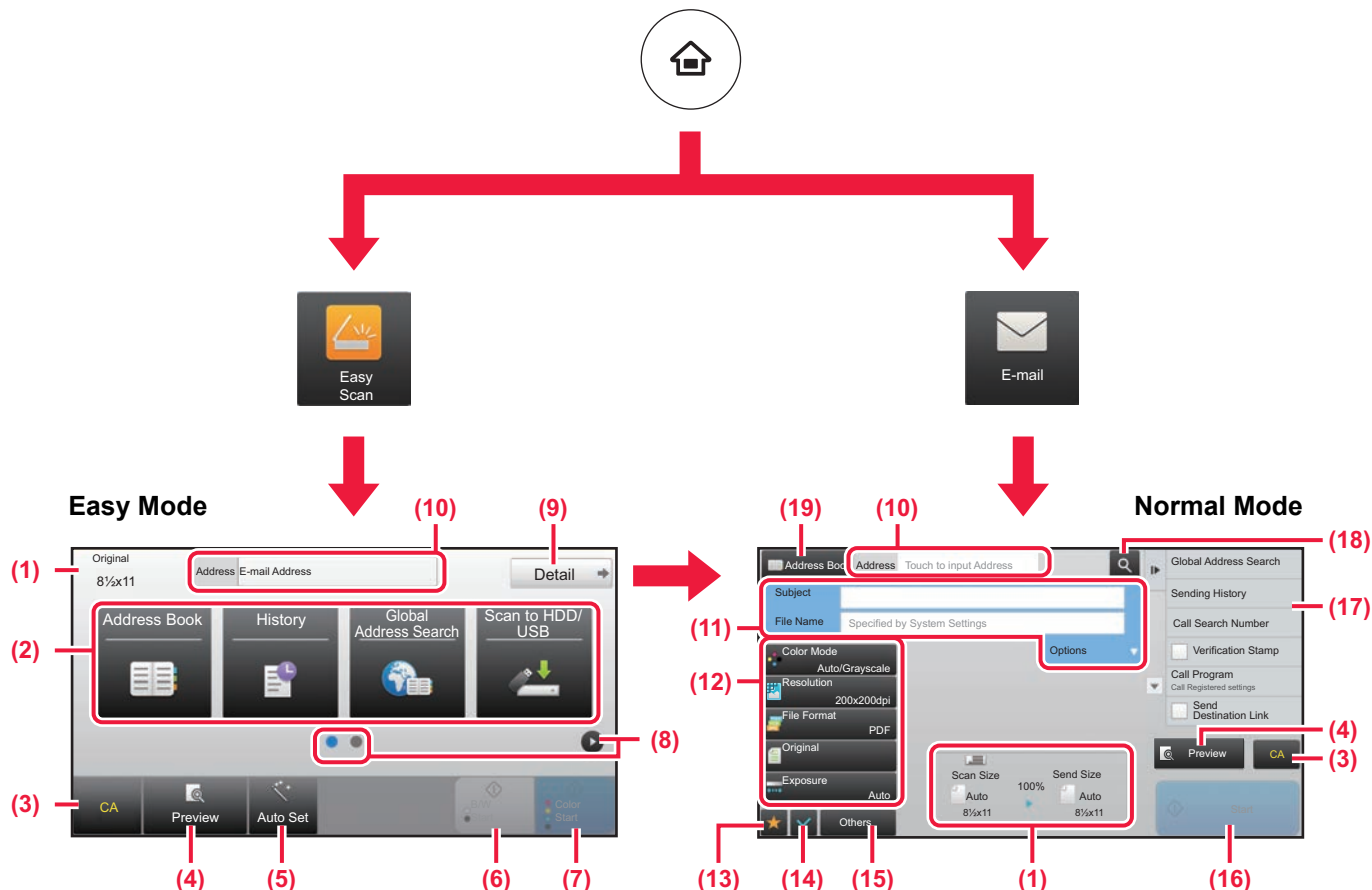 Easy
Scan
E-mail
Easy Mode
Normal Mode
(10)
(9)
(19)
(10)
(18)
(1)
Original
8½x11
Address E-mail Address
Detail
(2)
Address Book
History
Global
Address Search
Scan to HDD/
USB
(8)
(3)
CA
Preview
Auto Set
B/W
Start
Color
Start
(4)
(5)
(6)
(7)
Address Boo
Address
Touch to input Address
Global Address Search
Sending History
(17)
Call Search Number
Verification Stamp
Call Program
Call Registered settings
Send
Destination Link
(11)
Subject
File Name
Specified by System Settings
Options
(12)
Color Mode
Auto/Grayscale
Resolution
200x200dpi
File Format
PDF
Original
Exposure
Auto
Scan Size
Auto
8½x11
100%
Send Size
Auto
8½x11
(4)
Preview
CA
(3)
Others
Start
(13)
(14)
(15)
(1)
(16)